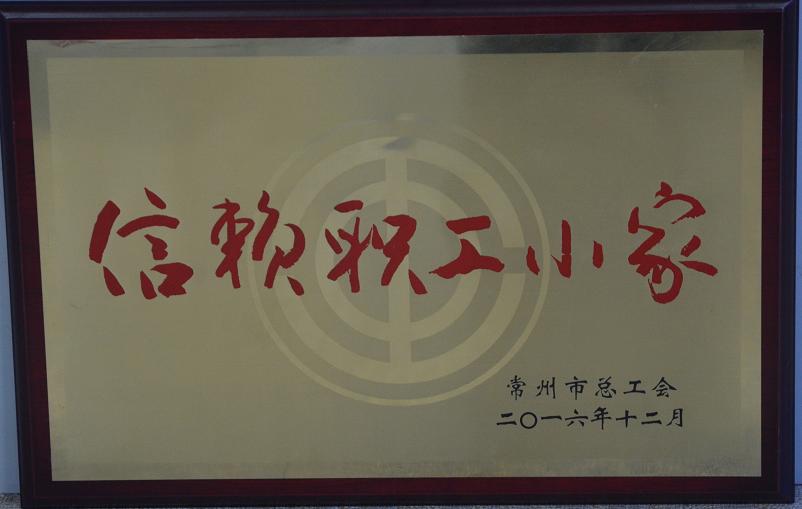 信赖职工小家
常州市总工会
二〇一六年十二月